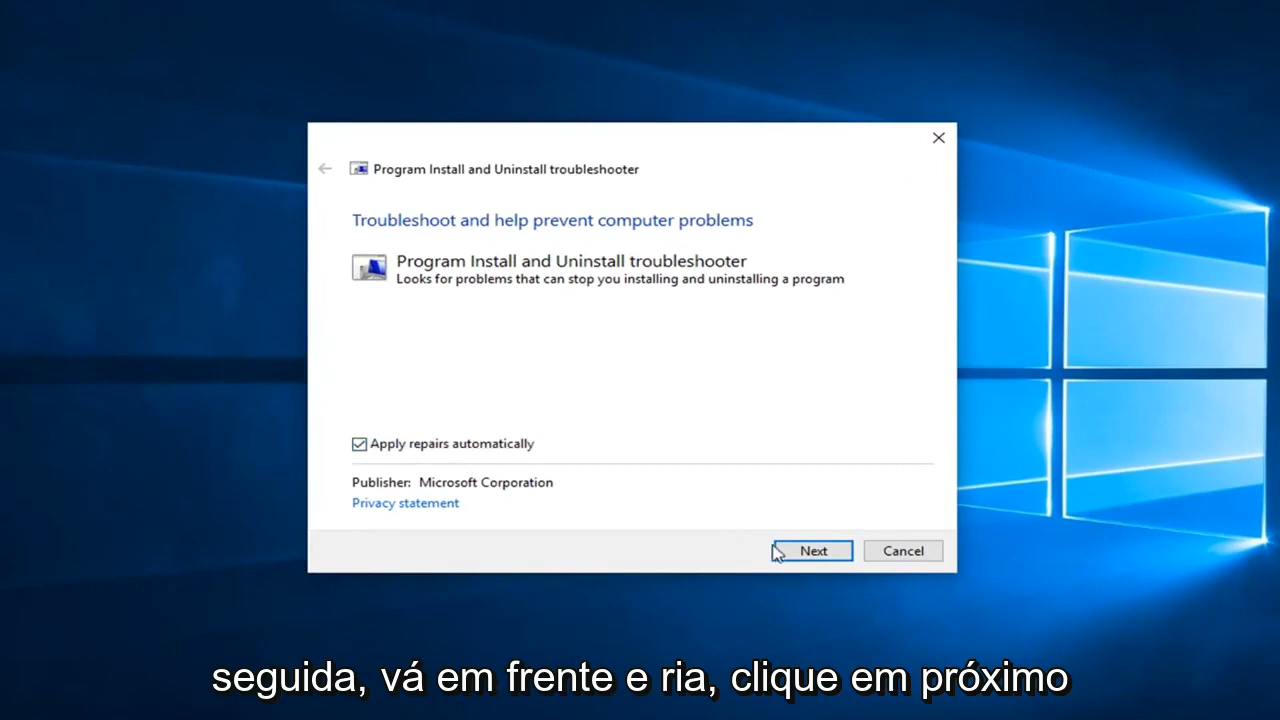 Program Install and Uninstall troubleshooter
Troubleshoot and help prevent computer problems
Program Install and Uninstall troubleshooter
Looks for problems that can stop you installing and uninstalling a program
Apply repairs automatically
Publisher: Microsoft Corporation
Privacy statement
Next Cancel
seguida, vá em frente e ria, clique em próximo